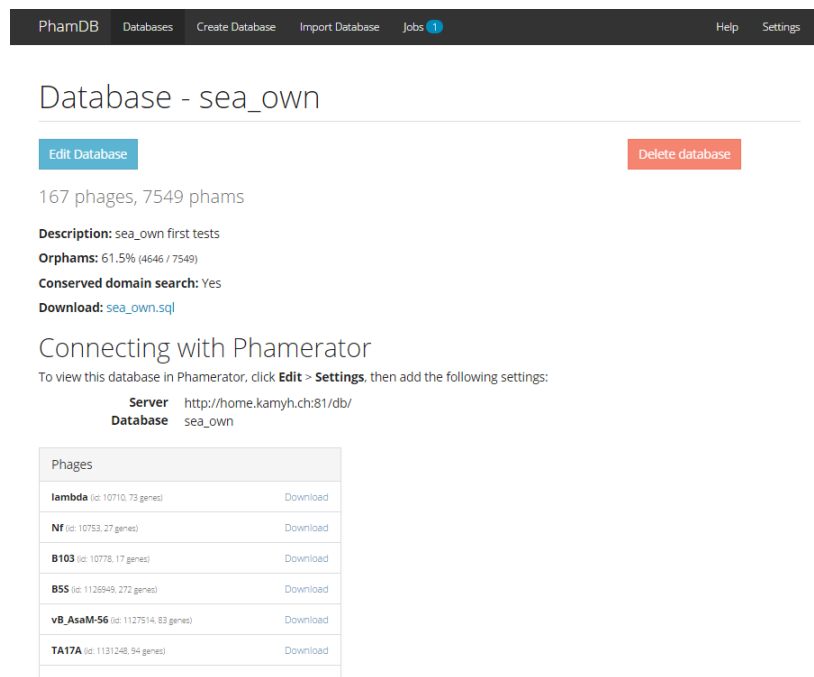 PhamDB Databases Create Database Import Database Jobs 1 Help Settings
Database - sea_own
Edit Database Delete database
167 phages, 7549 phams
Description: sea_own first tests
Orphams: 61.5% (4646 / 7549)
Conserved domain search: Yes
Download: sea_own.sql
Connecting with Phamerator
To view this database in Phamerator, click Edit > Settings, then add the following settings:
Server http://home.kamyh.ch:81/db/
Database sea_own
Phages
lambda (id: 10710, 73 genes) Download
Nf (id: 10753, 27 genes) Download
B103 (id: 10778, 17 genes) Download
B5S (id: 1126949, 272 genes) Download
vB_AsaM-56 (id: 1127514, 83 genes) Download
TA17A (id: 1131248, 94 genes) Download